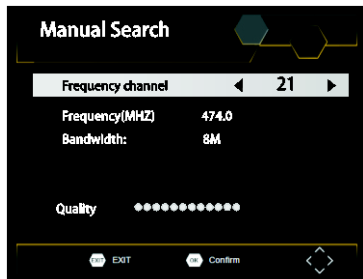 Manual Search
Frequency channel 21
Frequency(MHZ) 474.0
Bandwidth: 8M
Quality
EXIT EXIT OK Confirm